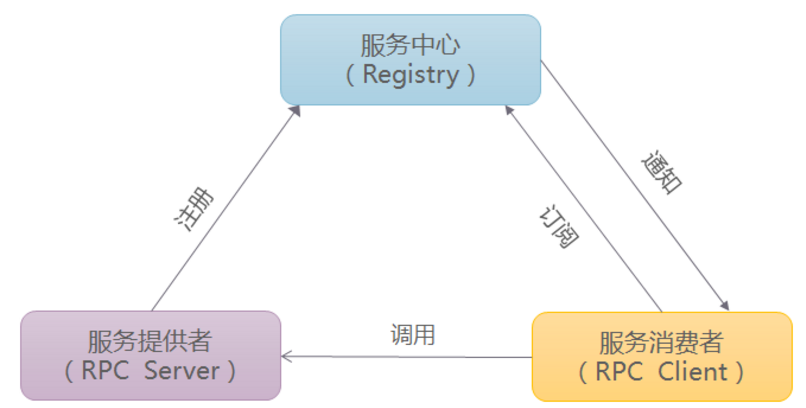 服务中心
（Registry）
注册
订阅
通知
服务提供者
（RPC Server）
调用
服务消费者
（RPC Client）